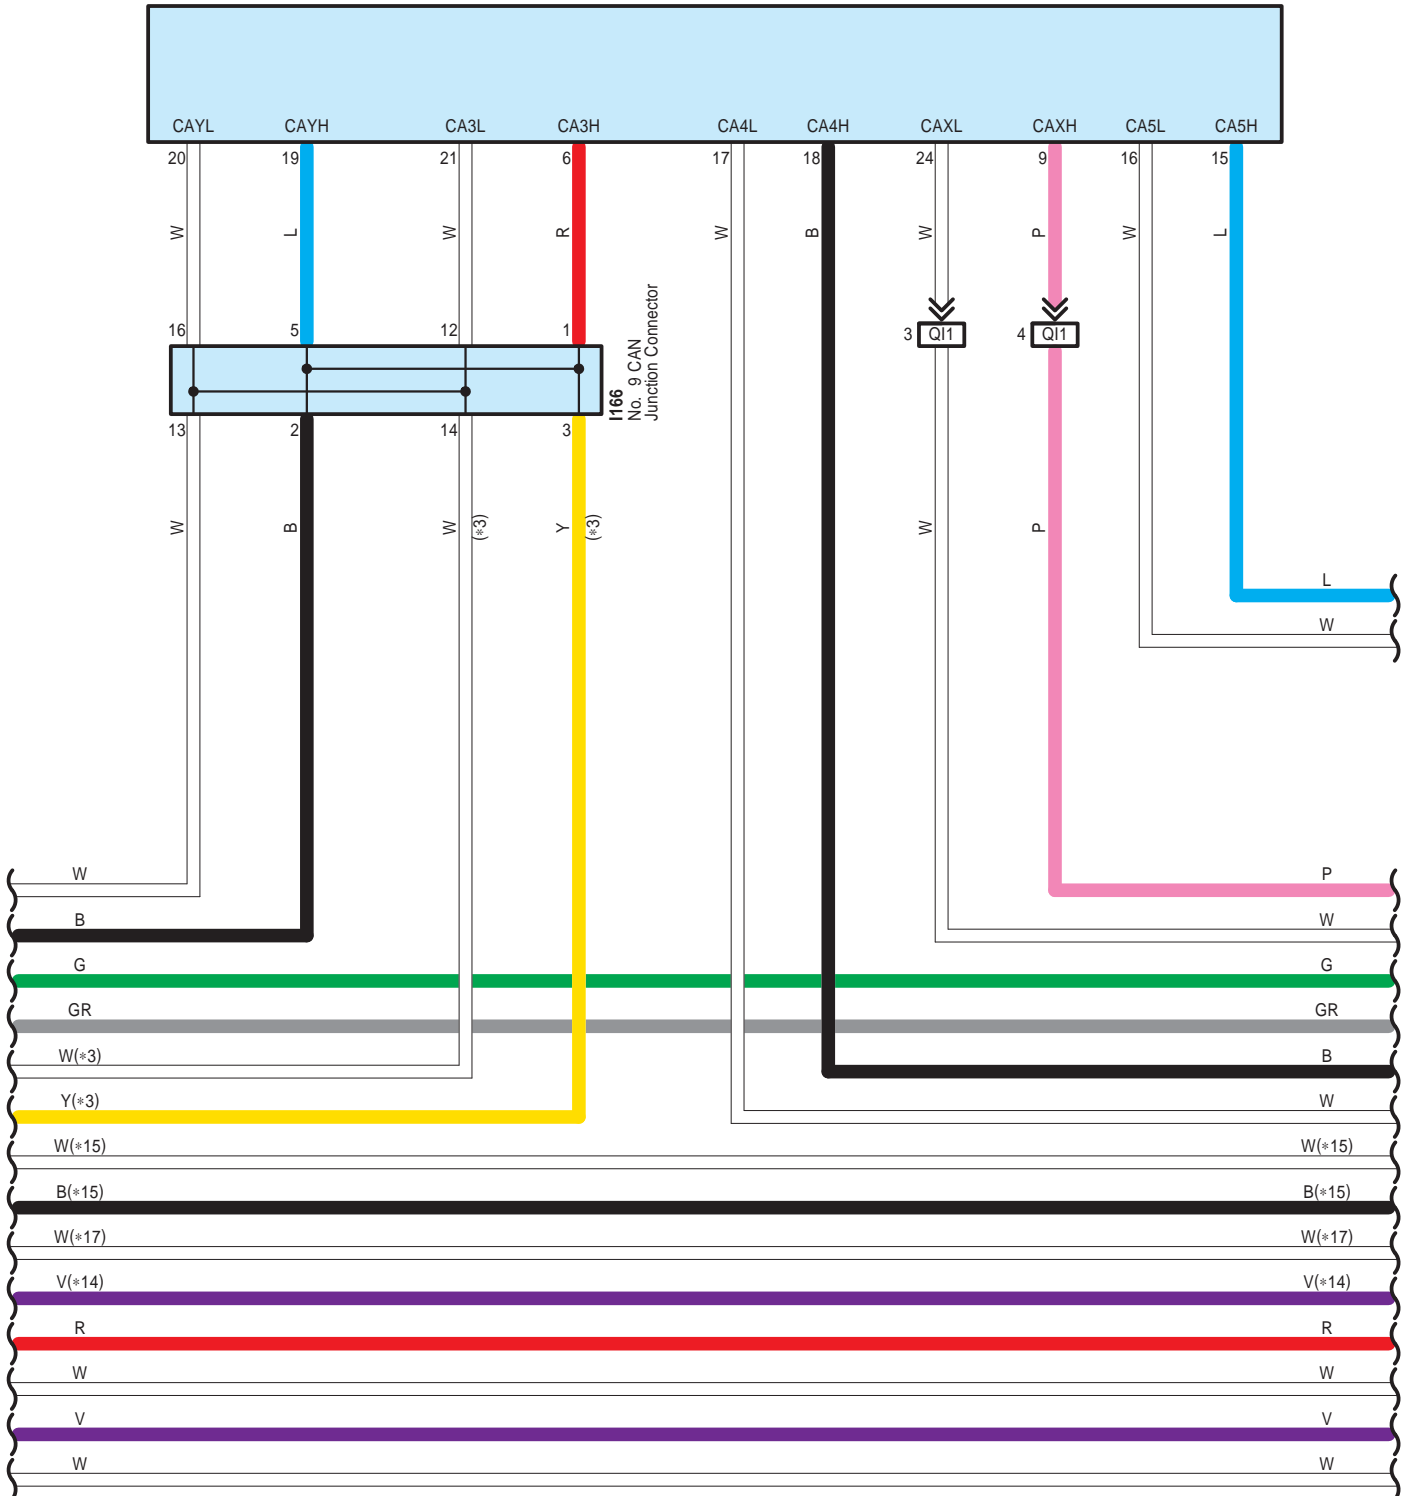 CAYL CAYH CA3L CA3H CA4L CA4H CAXL CAXH CA5L CA5H
20 19 21 6 17 18 24 9 16 15
W L W R W B W P W L
16 5 12 1
3 QI1 4 QI1
I166
No. 9 CAN
Junction Connector
13 2 14 3
W B W (*3) Y (*3) W P
L
W
W P
B W
G G
GR GR
W(*3) B
Y(*3) W
W(*15) W(*15)
B(*15) B(*15)
W(*17) W(*17)
V(*14) V(*14)
R R
W W
V V
W W